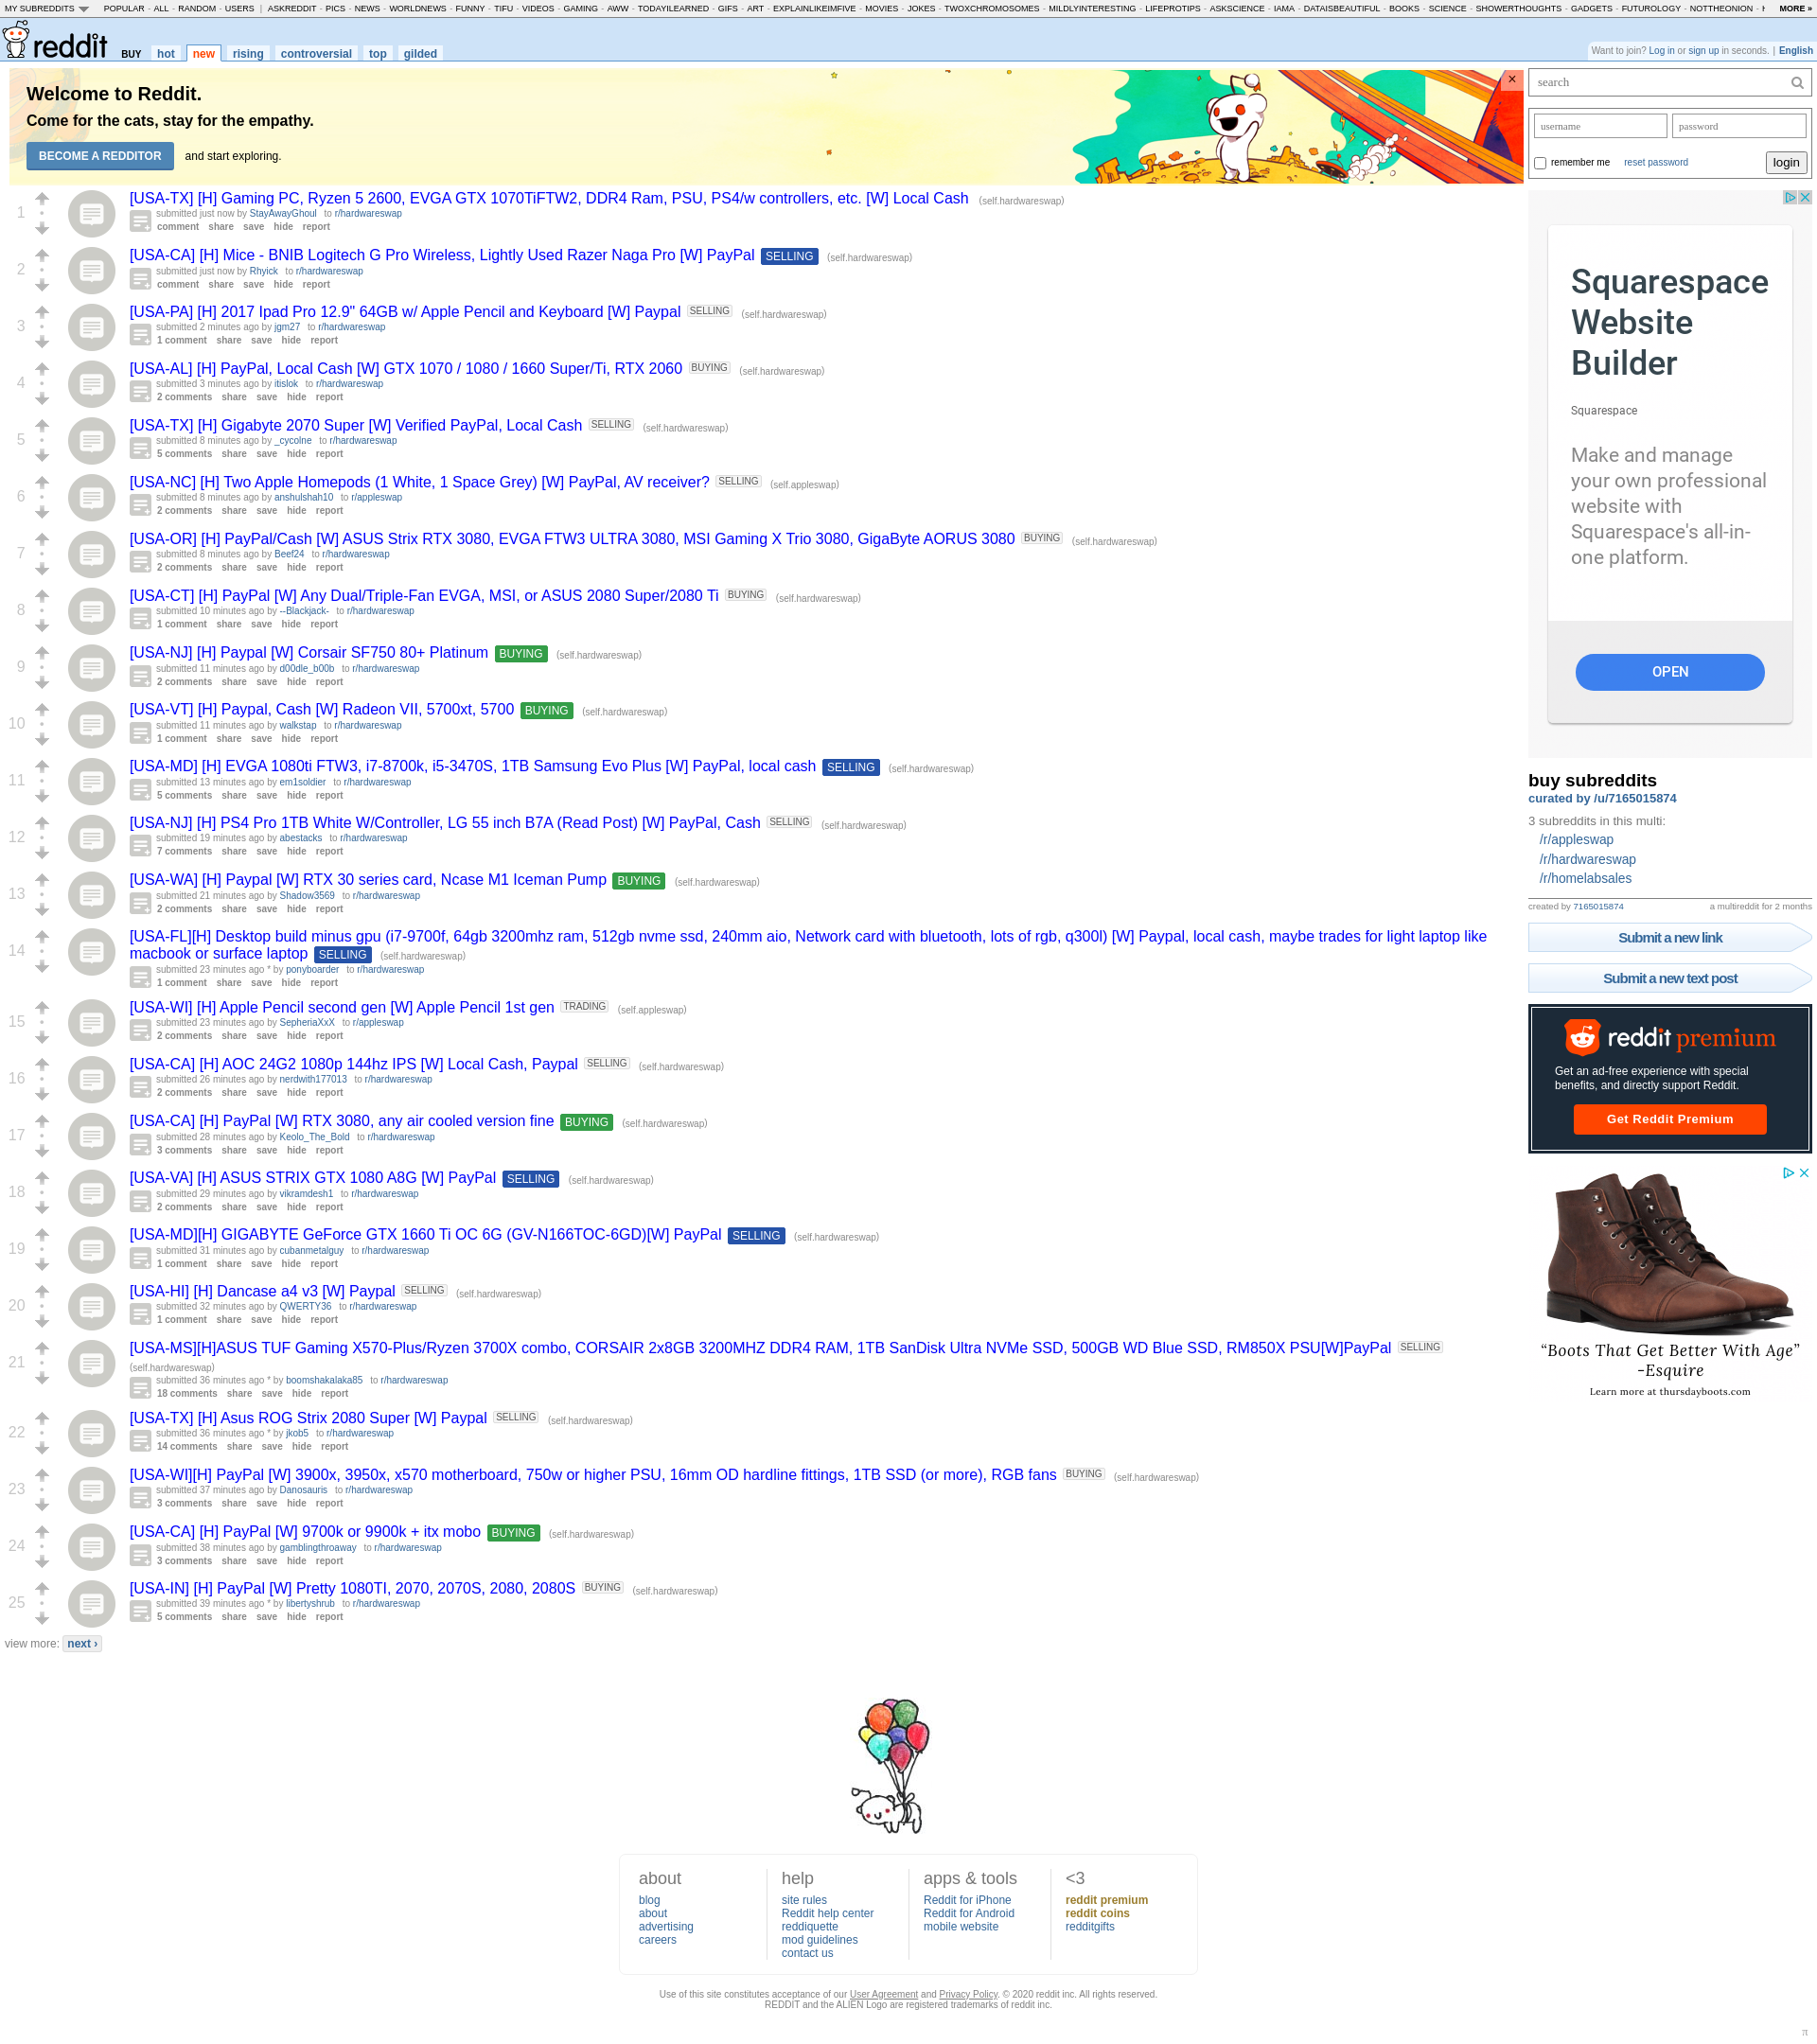 MY SUBREDDITS POPULAR - ALL - RANDOM - USERS | ASKREDDIT - PICS - NEWS - WORLDNEWS - FUNNY - TIFU - VIDEOS - GAMING - AWW - TODAYILEARNED - GIFS - ART - EXPLAINLIKEIMFIVE - MOVIES - JOKES - TWOXCHROMOSOMES - MILDLYINTERESTING - LIFEPROTIPS - ASKSCIENCE - IAMA - DATAISBEAUTIFUL - BOOKS - SCIENCE - SHOWERTHOUGHTS - GADGETS - FUTUROLOGY - NOTTHEONION - MORE »
reddit BUY hot new rising controversial top gilded
Want to join? Log in or sign up in seconds. | English
Welcome to Reddit.
Come for the cats, stay for the empathy.
BECOME A REDDITOR and start exploring.
1
[USA-TX] [H] Gaming PC, Ryzen 5 2600, EVGA GTX 1070TiFTW2, DDR4 Ram, PSU, PS4/w controllers, etc. [W] Local Cash (self.hardwareswap)
submitted just now by StayAwayGhoul to r/hardwareswap
comment share save hide report
2
[USA-CA] [H] Mice - BNIB Logitech G Pro Wireless, Lightly Used Razer Naga Pro [W] PayPal SELLING (self.hardwareswap)
submitted just now by Rhyick to r/hardwareswap
comment share save hide report
3
[USA-PA] [H] 2017 Ipad Pro 12.9" 64GB w/ Apple Pencil and Keyboard [W] Paypal SELLING (self.hardwareswap)
submitted 2 minutes ago by jgm27 to r/hardwareswap
1 comment share save hide report
4
[USA-AL] [H] PayPal, Local Cash [W] GTX 1070 / 1080 / 1660 Super/Ti, RTX 2060 BUYING (self.hardwareswap)
submitted 3 minutes ago by itislok to r/hardwareswap
2 comments share save hide report
5
[USA-TX] [H] Gigabyte 2070 Super [W] Verified PayPal, Local Cash SELLING (self.hardwareswap)
submitted 8 minutes ago by _cycolne to r/hardwareswap
5 comments share save hide report
6
[USA-NC] [H] Two Apple Homepods (1 White, 1 Space Grey) [W] PayPal, AV receiver? SELLING (self.appleswap)
submitted 8 minutes ago by anshulshah10 to r/appleswap
2 comments share save hide report
7
[USA-OR] [H] PayPal/Cash [W] ASUS Strix RTX 3080, EVGA FTW3 ULTRA 3080, MSI Gaming X Trio 3080, GigaByte AORUS 3080 BUYING (self.hardwareswap)
submitted 8 minutes ago by Beef24 to r/hardwareswap
2 comments share save hide report
8
[USA-CT] [H] PayPal [W] Any Dual/Triple-Fan EVGA, MSI, or ASUS 2080 Super/2080 Ti BUYING (self.hardwareswap)
submitted 10 minutes ago by --Blackjack- to r/hardwareswap
1 comment share save hide report
9
[USA-NJ] [H] Paypal [W] Corsair SF750 80+ Platinum BUYING (self.hardwareswap)
submitted 11 minutes ago by d00dle_b00b to r/hardwareswap
2 comments share save hide report
10
[USA-VT] [H] Paypal, Cash [W] Radeon VII, 5700xt, 5700 BUYING (self.hardwareswap)
submitted 11 minutes ago by walkstap to r/hardwareswap
1 comment share save hide report
11
[USA-MD] [H] EVGA 1080ti FTW3, i7-8700k, i5-3470S, 1TB Samsung Evo Plus [W] PayPal, local cash SELLING (self.hardwareswap)
submitted 13 minutes ago by em1soldier to r/hardwareswap
5 comments share save hide report
12
[USA-NJ] [H] PS4 Pro 1TB White W/Controller, LG 55 inch B7A (Read Post) [W] PayPal, Cash SELLING (self.hardwareswap)
submitted 19 minutes ago by abestacks to r/hardwareswap
7 comments share save hide report
13
[USA-WA] [H] Paypal [W] RTX 30 series card, Ncase M1 Iceman Pump BUYING (self.hardwareswap)
submitted 21 minutes ago by Shadow3569 to r/hardwareswap
2 comments share save hide report
14
[USA-FL][H] Desktop build minus gpu (i7-9700f, 64gb 3200mhz ram, 512gb nvme ssd, 240mm aio, Network card with bluetooth, lots of rgb, q300l) [W] Paypal, local cash, maybe trades for light laptop like
macbook or surface laptop SELLING (self.hardwareswap)
submitted 23 minutes ago * by ponyboarder to r/hardwareswap
1 comment share save hide report
15
[USA-WI] [H] Apple Pencil second gen [W] Apple Pencil 1st gen TRADING (self.appleswap)
submitted 23 minutes ago by SepheriaXxX to r/appleswap
2 comments share save hide report
16
[USA-CA] [H] AOC 24G2 1080p 144hz IPS [W] Local Cash, Paypal SELLING (self.hardwareswap)
submitted 26 minutes ago by nerdwith177013 to r/hardwareswap
2 comments share save hide report
17
[USA-CA] [H] PayPal [W] RTX 3080, any air cooled version fine BUYING (self.hardwareswap)
submitted 28 minutes ago by Keolo_The_Bold to r/hardwareswap
3 comments share save hide report
18
[USA-VA] [H] ASUS STRIX GTX 1080 A8G [W] PayPal SELLING (self.hardwareswap)
submitted 29 minutes ago by vikramdesh1 to r/hardwareswap
2 comments share save hide report
19
[USA-MD][H] GIGABYTE GeForce GTX 1660 Ti OC 6G (GV-N166TOC-6GD)[W] PayPal SELLING (self.hardwareswap)
submitted 31 minutes ago by cubanmetalguy to r/hardwareswap
1 comment share save hide report
20
[USA-HI] [H] Dancase a4 v3 [W] Paypal SELLING (self.hardwareswap)
submitted 32 minutes ago by QWERTY36 to r/hardwareswap
1 comment share save hide report
21
[USA-MS][H]ASUS TUF Gaming X570-Plus/Ryzen 3700X combo, CORSAIR 2x8GB 3200MHZ DDR4 RAM, 1TB SanDisk Ultra NVMe SSD, 500GB WD Blue SSD, RM850X PSU[W]PayPal SELLING
(self.hardwareswap)
submitted 36 minutes ago * by boomshakalaka85 to r/hardwareswap
18 comments share save hide report
22
[USA-TX] [H] Asus ROG Strix 2080 Super [W] Paypal SELLING (self.hardwareswap)
submitted 36 minutes ago * by jkob5 to r/hardwareswap
14 comments share save hide report
23
[USA-WI][H] PayPal [W] 3900x, 3950x, x570 motherboard, 750w or higher PSU, 16mm OD hardline fittings, 1TB SSD (or more), RGB fans BUYING (self.hardwareswap)
submitted 37 minutes ago by Danosauris to r/hardwareswap
3 comments share save hide report
24
[USA-CA] [H] PayPal [W] 9700k or 9900k + itx mobo BUYING (self.hardwareswap)
submitted 38 minutes ago by gamblingthroaway to r/hardwareswap
3 comments share save hide report
25
[USA-IN] [H] PayPal [W] Pretty 1080TI, 2070, 2070S, 2080, 2080S BUYING (self.hardwareswap)
submitted 39 minutes ago * by libertyshrub to r/hardwareswap
5 comments share save hide report
view more: next ›
search
username password
remember me reset password login
Squarespace
Website
Builder
Squarespace
Make and manage
your own professional
website with
Squarespace's all-in-
one platform.
OPEN
buy subreddits
curated by /u/7165015874
3 subreddits in this multi:
/r/appleswap
/r/hardwareswap
/r/homelabsales
created by 7165015874 a multireddit for 2 months
Submit a new link
Submit a new text post
reddit premium
Get an ad-free experience with special
benefits, and directly support Reddit.
Get Reddit Premium
“Boots That Get Better With Age”
-Esquire
Learn more at thursdayboots.com
about
blog
about
advertising
careers
help
site rules
Reddit help center
reddiquette
mod guidelines
contact us
apps & tools
Reddit for iPhone
Reddit for Android
mobile website
<3
reddit premium
reddit coins
redditgifts
Use of this site constitutes acceptance of our User Agreement and Privacy Policy. © 2020 reddit inc. All rights reserved.
REDDIT and the ALIEN Logo are registered trademarks of reddit inc.
π